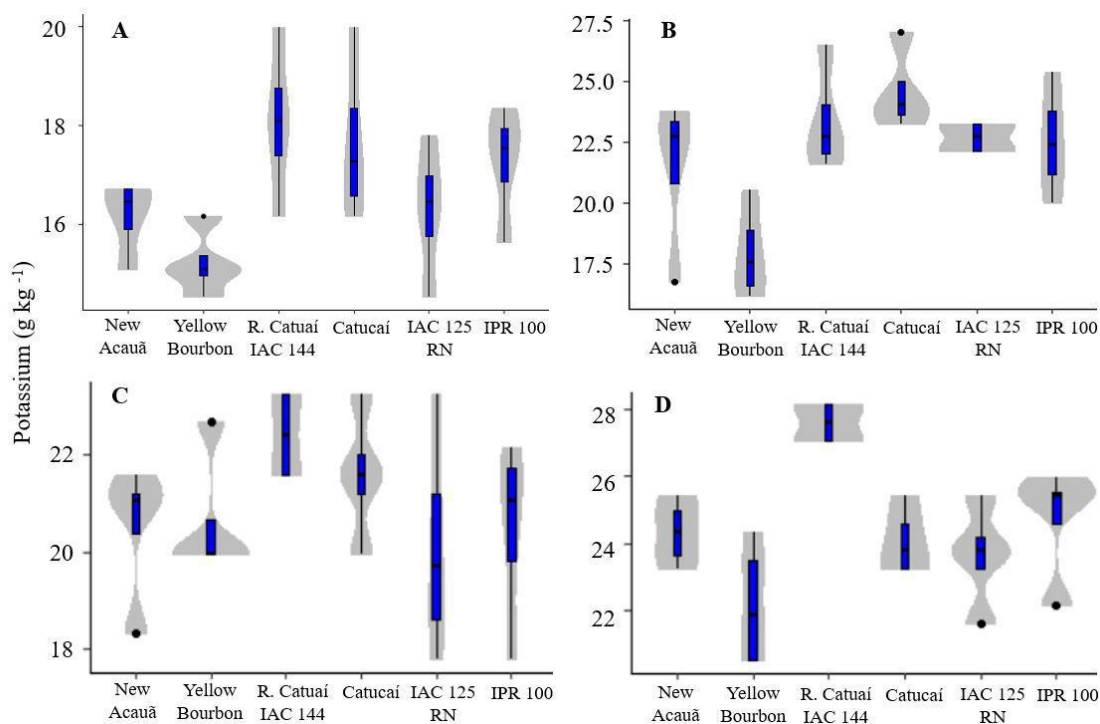 Potassium (g kg -1)
A
20
18
16
New Acauã
Yellow Bourbon
R. Catuaí IAC 144
Catucaí
IAC 125 RN
IPR 100
B
27.5
25.0
22.5
20.0
17.5
New Acauã
Yellow Bourbon
R. Catuaí IAC 144
Catucaí
IAC 125 RN
IPR 100
C
22
20
18
New Acauã
Yellow Bourbon
R. Catuaí IAC 144
Catucaí
IAC 125 RN
IPR 100
D
28
26
24
22
New Acauã
Yellow Bourbon
R. Catuaí IAC 144
Catucaí
IAC 125 RN
IPR 100